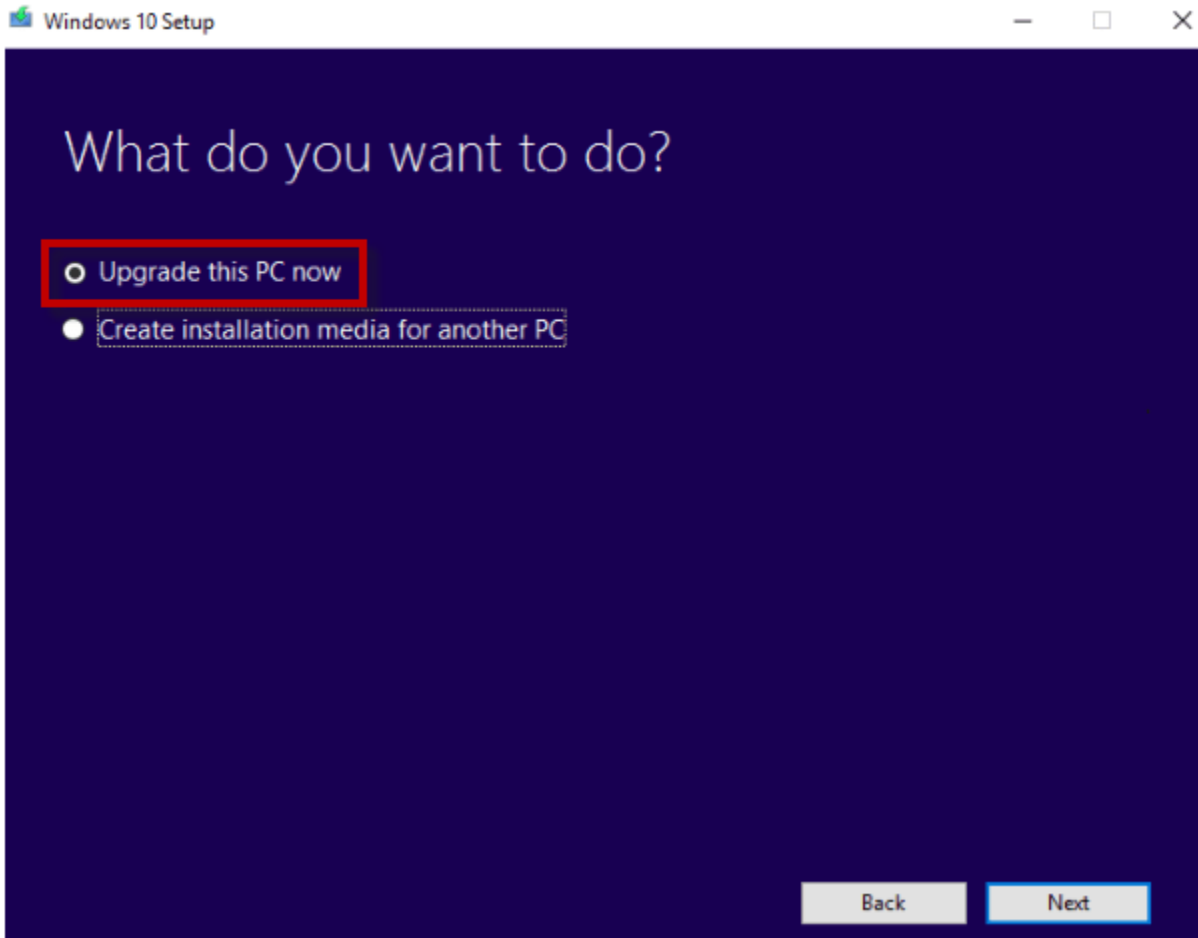 Windows 10 Setup
What do you want to do?
Upgrade this PC now
Create installation media for another PC
Back
Next